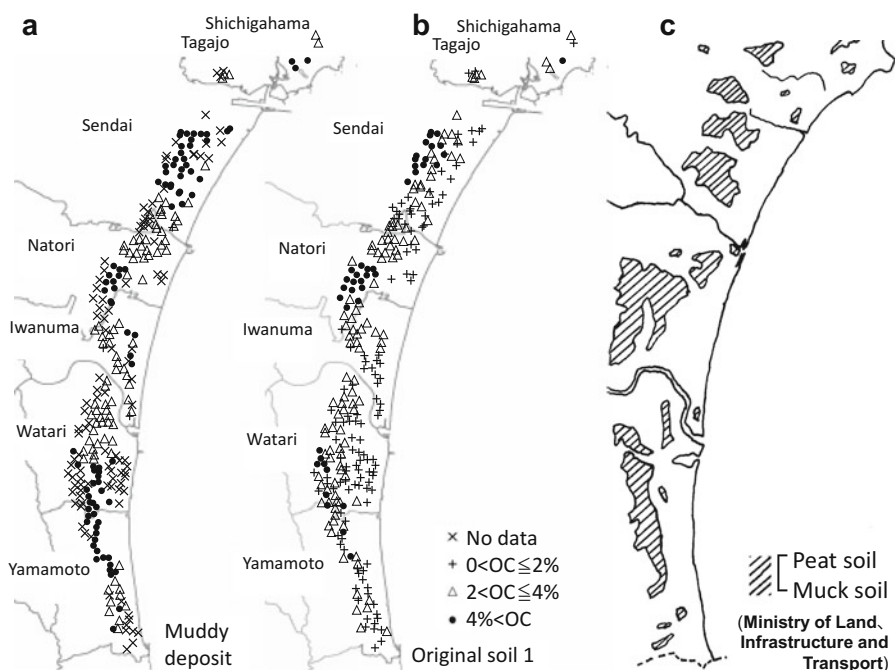 a
Shichigahama
Tagajo
Sendai
Natori
Iwanuma
Watari
Yamamoto
Muddy
deposit
b
Shichigahama
Tagajo
Sendai
Natori
Iwanuma
Watari
Yamamoto
× No data
+ 0<OC≦2%
△ 2<OC≦4%
● 4%<OC
Original soil 1
c
Peat soil
Muck soil
(Ministry of Land、
Infrastructure and
Transport)